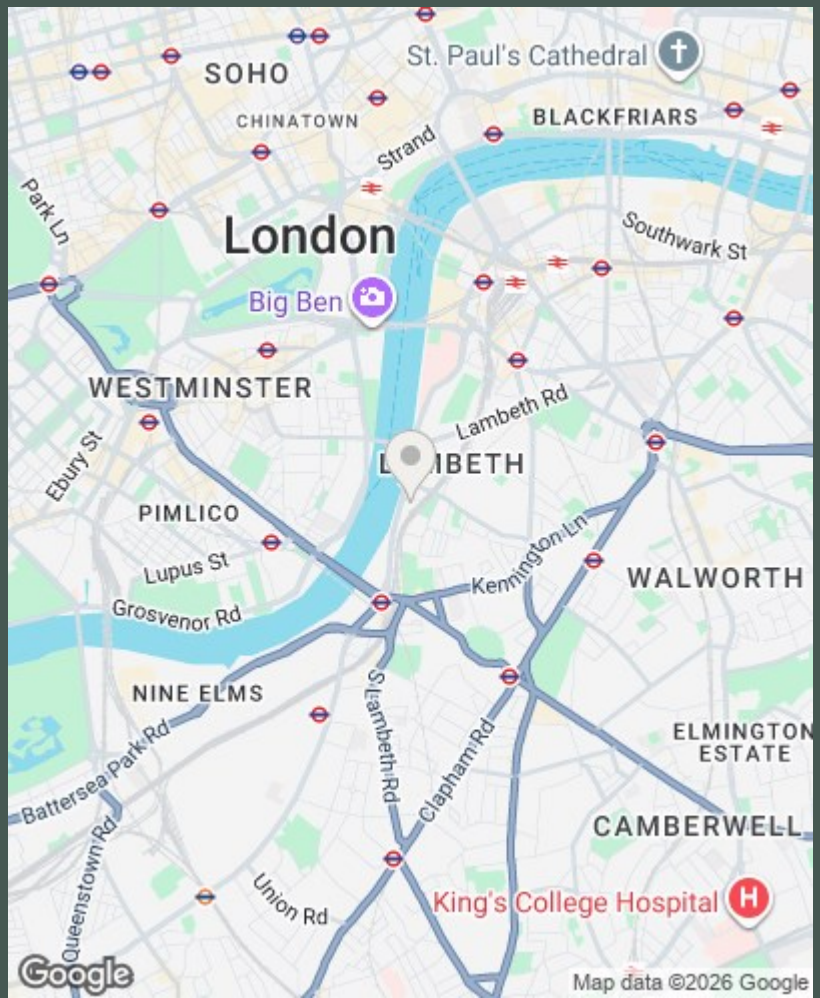 St. Paul's Cathedral
SOHO
CHINATOWN
BLACKFRIARS
Strand
Park Ln
Southwark St
London
Big Ben
WESTMINSTER
Lambeth Rd
Ebury St
PIMLICO
Lupus St
Kennington Ln
WALWORTH
Grosvenor Rd
NINE ELMS
S Lambeth Rd
ELMINGTON
ESTATE
Battersea Park Rd
Clapham Rd
CAMBERWELL
Queenstown Rd
Union Rd
King's College Hospital
H
Google
Map data ©2026 Google